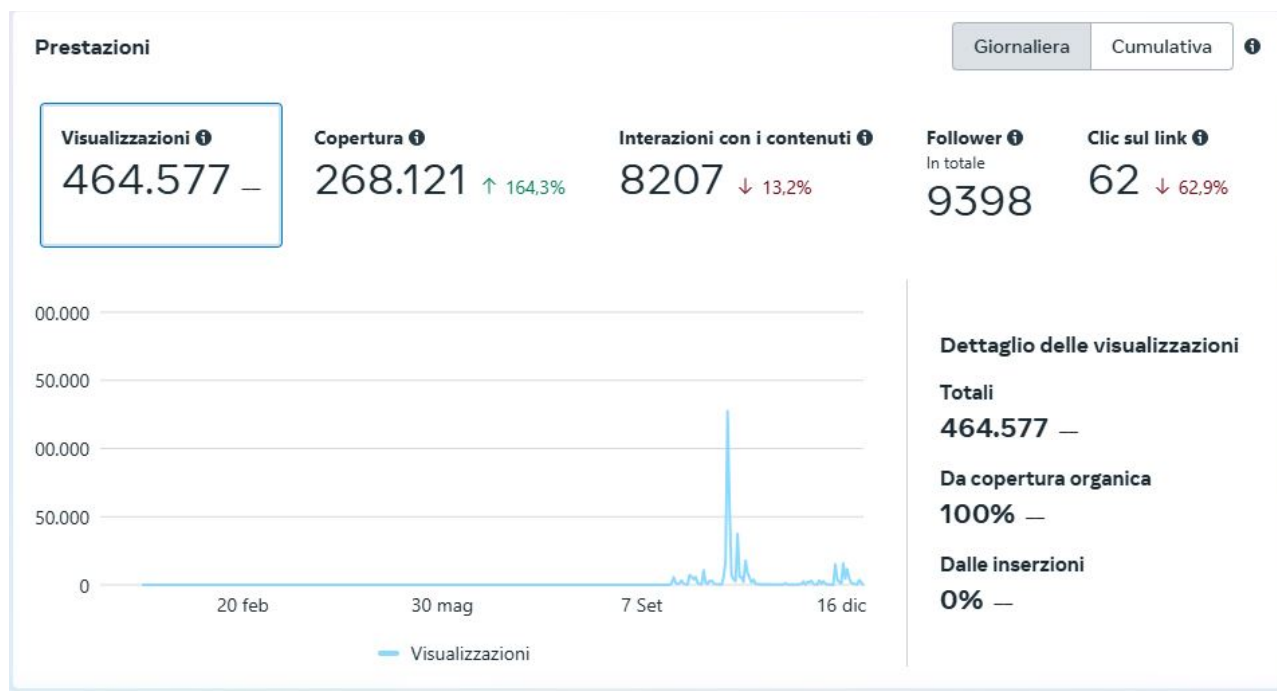 Prestazioni
Giornaliera Cumulativa
Visualizzazioni
464.577 —
Copertura
268.121 ↑ 164,3%
Interazioni con i contenuti
8207 ↓ 13,2%
Follower
In totale
9398
Clic sul link
62 ↓ 62,9%
00.000
50.000
00.000
50.000
0
20 feb 30 mag 7 Set 16 dic
Visualizzazioni
Dettaglio delle visualizzazioni
Totali
464.577 —
Da copertura organica
100% —
Dalle inserzioni
0% —